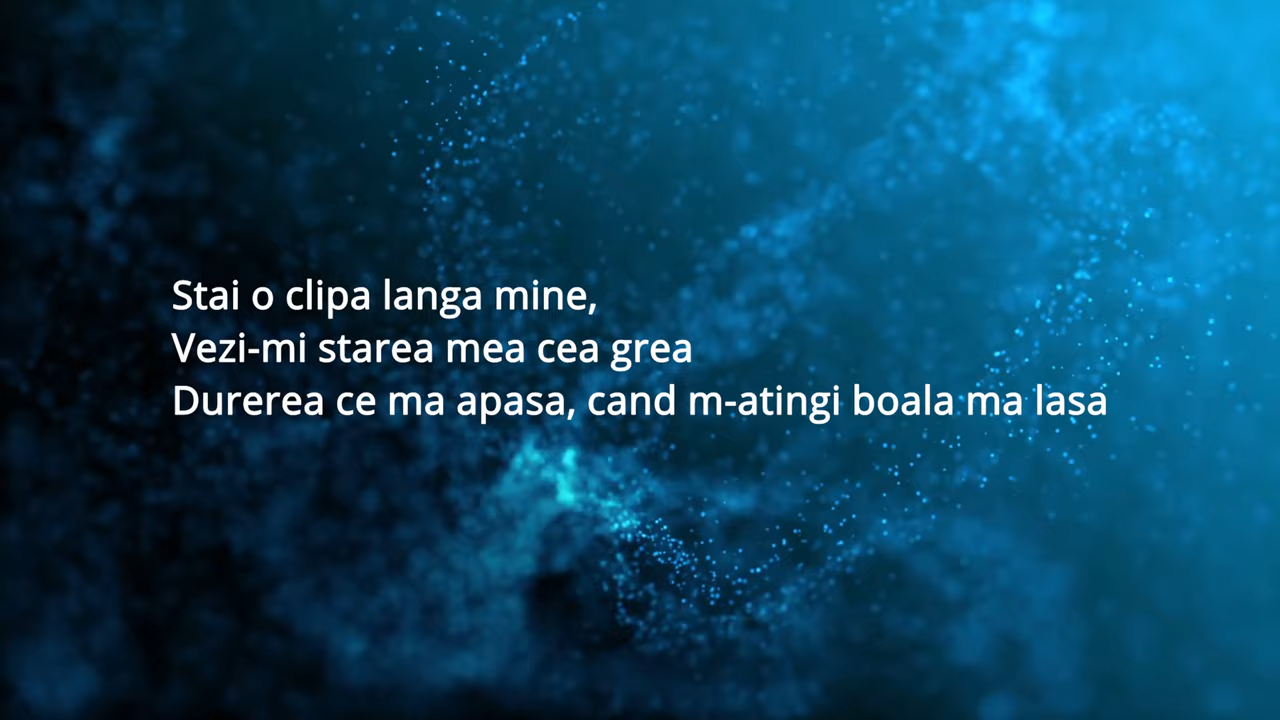 Stai o clipa langa mine,
Vezi-mi starea mea cea grea
Durerea ce ma apasa, cand m-atingi boala ma lasa